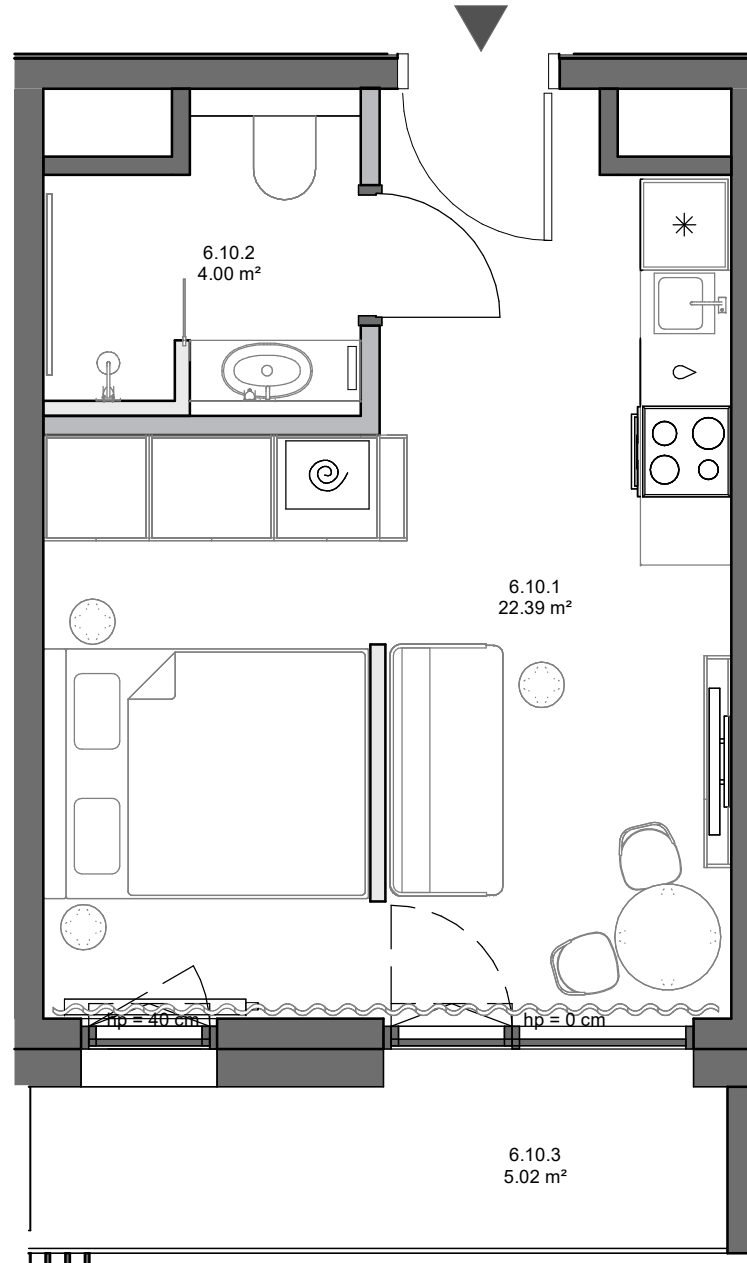 6.10.2
4.00 m²
6.10.1
22.39 m²
hp = 40 cm
hp = 0 cm
6.10.3
5.02 m²